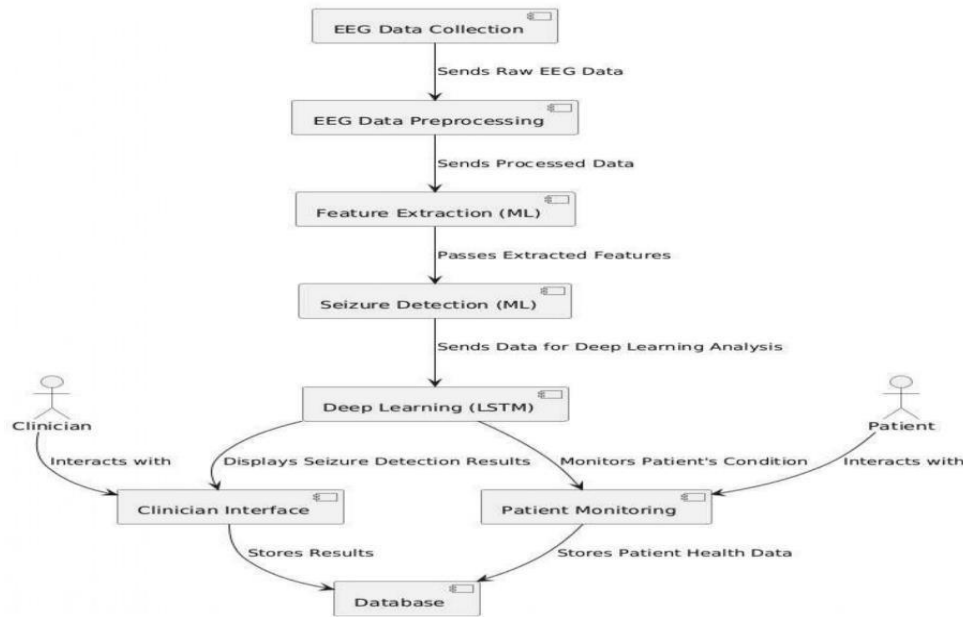 EEG Data Collection
Sends Raw EEG Data
EEG Data Preprocessing
Sends Processed Data
Feature Extraction (ML)
Passes Extracted Features
Seizure Detection (ML)
Sends Data for Deep Learning Analysis
Deep Learning (LSTM)
Clinician
Patient
Interacts with
Displays Seizure Detection Results
Monitors Patient's Condition
Interacts with
Clinician Interface
Patient Monitoring
Stores Results
Stores Patient Health Data
Database